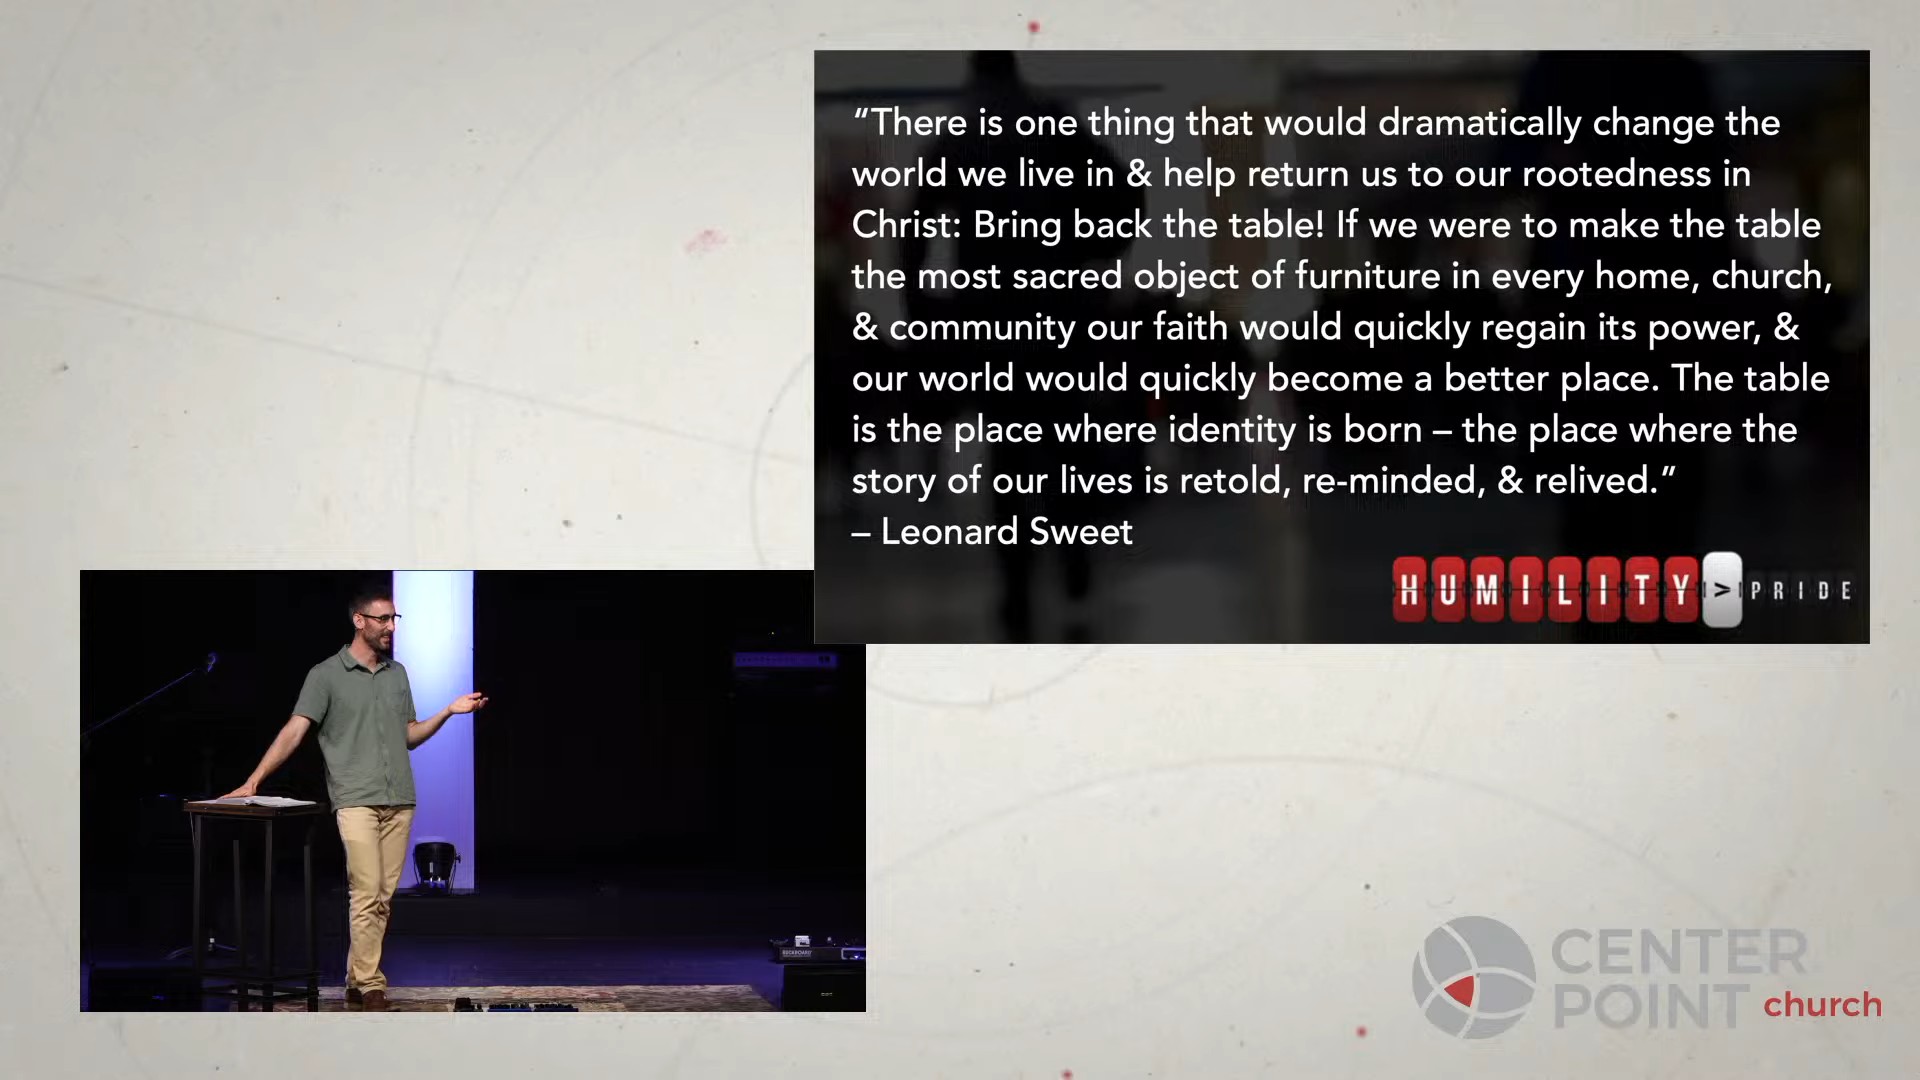 “There is one thing that would dramatically change the
world we live in & help return us to our rootedness in
Christ: Bring back the table! If we were to make the table
the most sacred object of furniture in every home, church,
& community our faith would quickly regain its power, &
our world would quickly become a better place. The table
is the place where identity is born – the place where the
story of our lives is retold, re-minded, & relived.”
– Leonard Sweet
HUMILITY > PRIDE
CENTER
POINT church